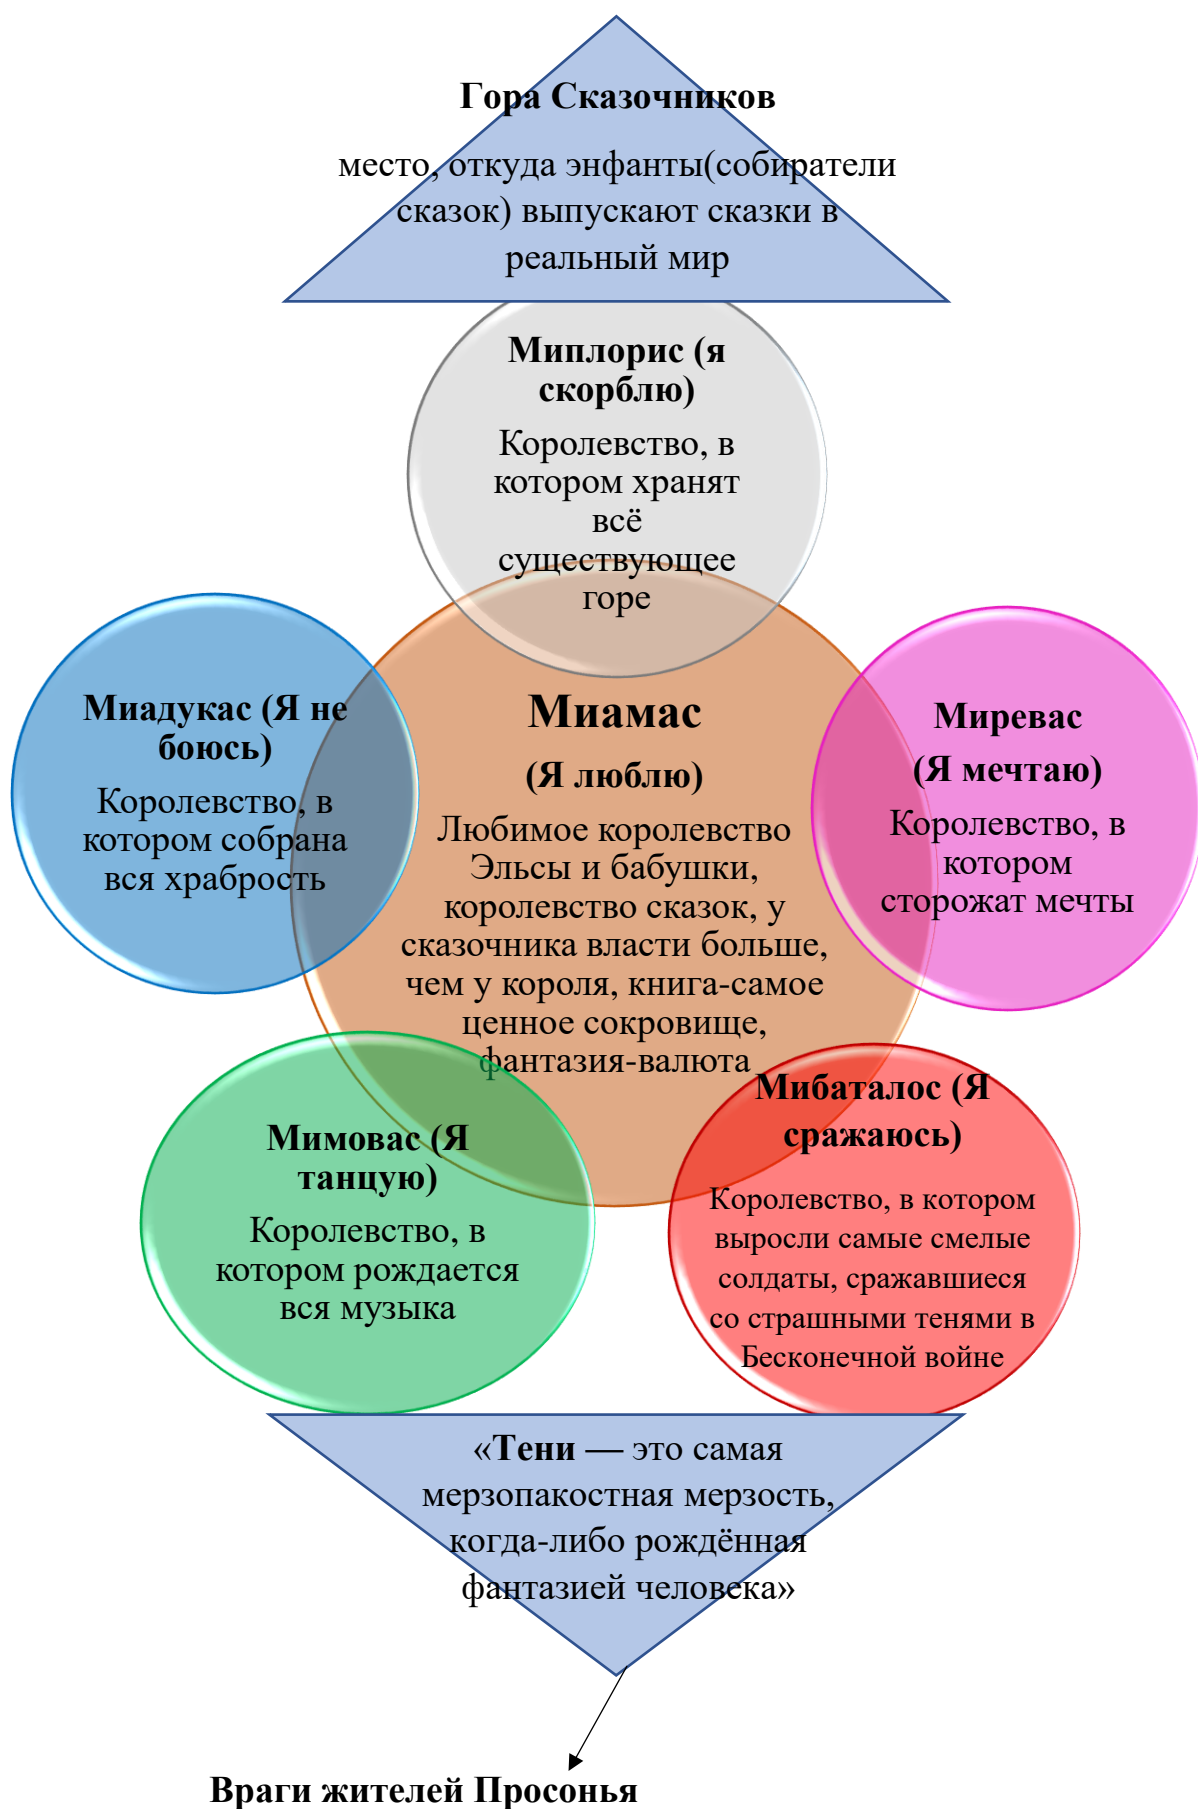 Гора Сказочников
место, откуда энфанты(собиратели
сказок) выпускают сказки в
реальный мир
Миплорис (я
скорблю)
Королевство, в
котором хранят
всё
существующее
горе
Миадукас (Я не
боюсь)
Королевство, в
котором собрана
вся храбрость
Миамас
(Я люблю)
Любимое королевство
Эльсы и бабушки,
королевство сказок, у
сказочника власти больше,
чем у короля, книга-самое
ценное сокровище,
фантазия-валюта
Миревас
(Я мечтаю)
Королевство, в
котором
сторожат мечты
Мимовас (Я
танцую)
Королевство, в
котором рождается
вся музыка
Мибаталос (Я
сражаюсь)
Королевство, в котором
выросли самые смелые
солдаты, сражавшиеся
со страшными тенями в
Бесконечной войне
«Тени — это самая
мерзопакостная мерзость,
когда-либо рождённая
фантазией человека»
Враги жителей Просонья